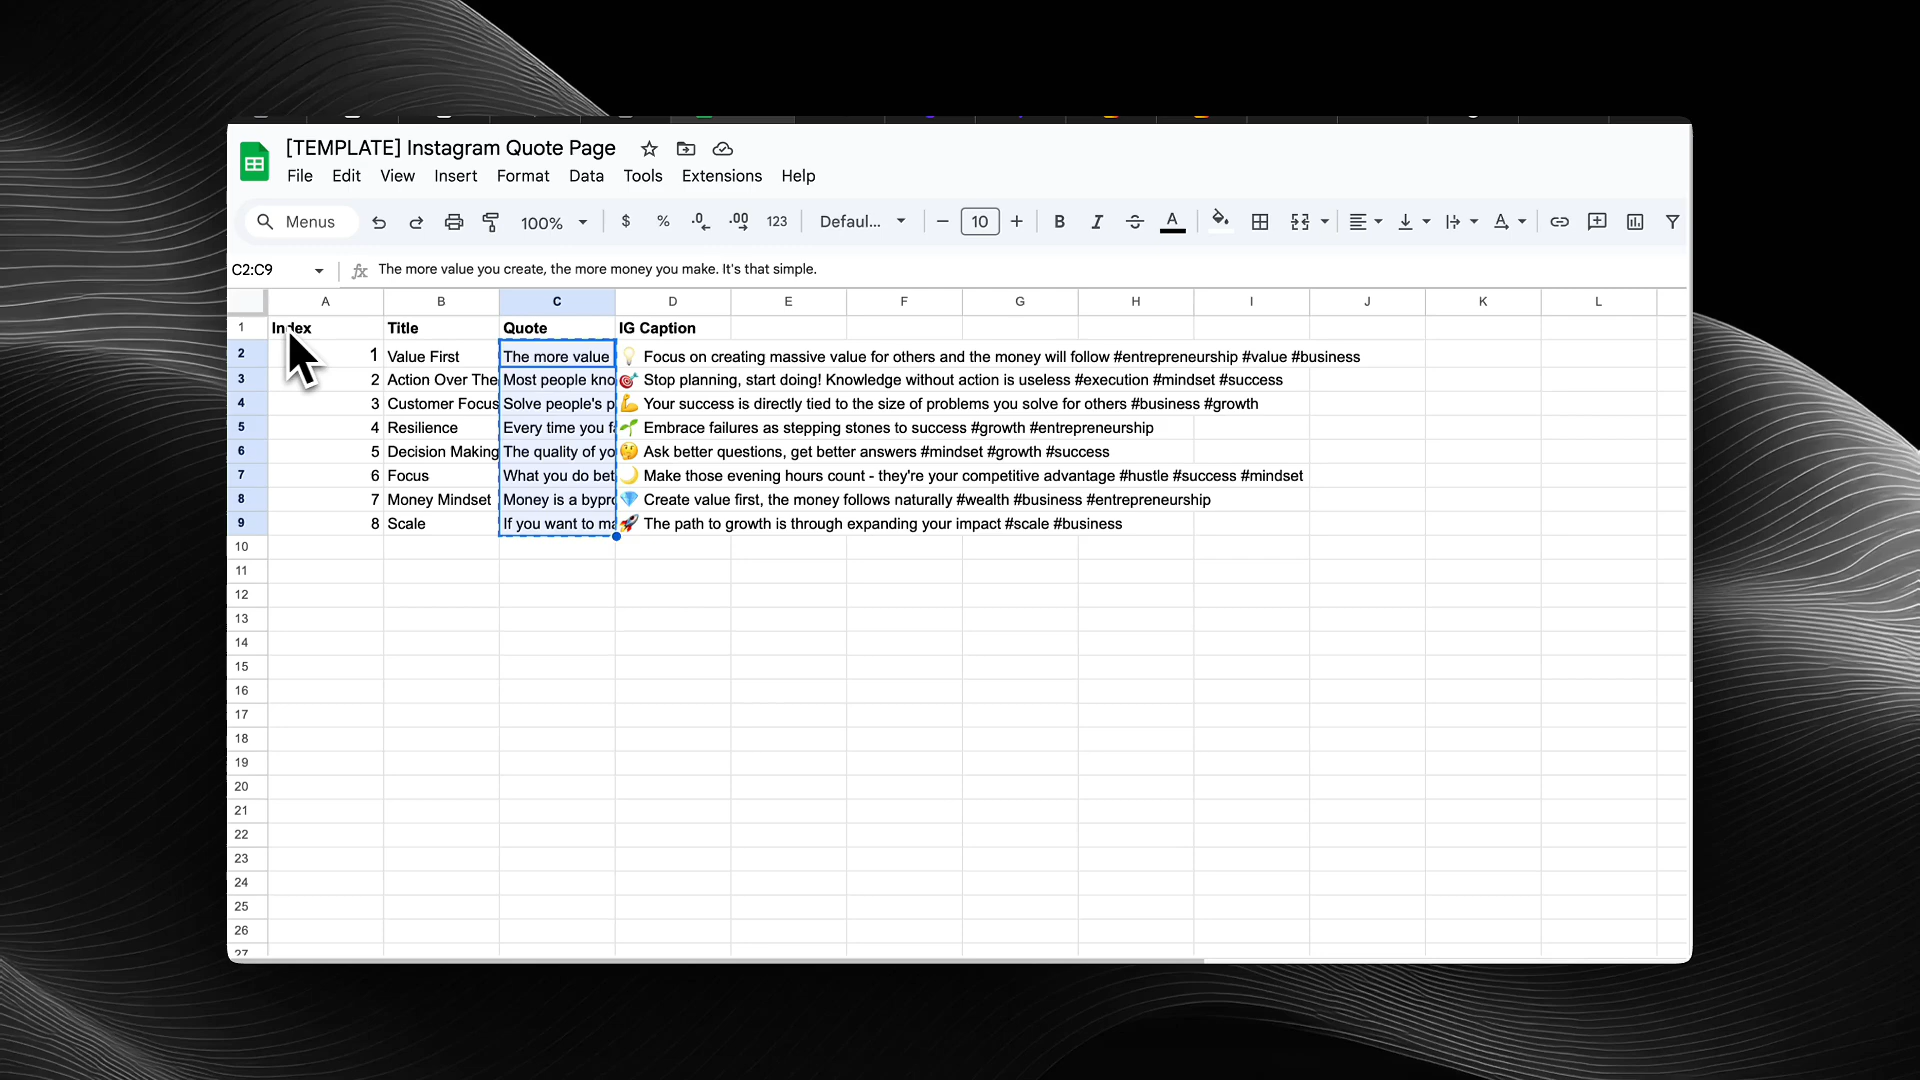 [TEMPLATE] Instagram Quote Page
File Edit View Insert Format Data Tools Extensions Help
Menus 100% $ % .0 .00 123 Defaul... 10 B I S A
C2:C9 fx The more value you create, the more money you make. It's that simple.
A B C D E F G H I J K L
1 Index Title Quote IG Caption
2 1 Value First The more value 💡 Focus on creating massive value for others and the money will follow #entrepreneurship #value #business
3 2 Action Over The Most people kno 🎯 Stop planning, start doing! Knowledge without action is useless #execution #mindset #success
4 3 Customer Focus Solve people's p 💪 Your success is directly tied to the size of problems you solve for others #business #growth
5 4 Resilience Every time you fa 🌱 Embrace failures as stepping stones to success #growth #entrepreneurship
6 5 Decision Making The quality of yo 🤔 Ask better questions, get better answers #mindset #growth #success
7 6 Focus What you do bet 🌙 Make those evening hours count - they're your competitive advantage #hustle #success #mindset
8 7 Money Mindset Money is a bypro 💎 Create value first, the money follows naturally #wealth #business #entrepreneurship
9 8 Scale If you want to ma 🚀 The path to growth is through expanding your impact #scale #business
10
11
12
13
14
15
16
17
18
19
20
21
22
23
24
25
26
27